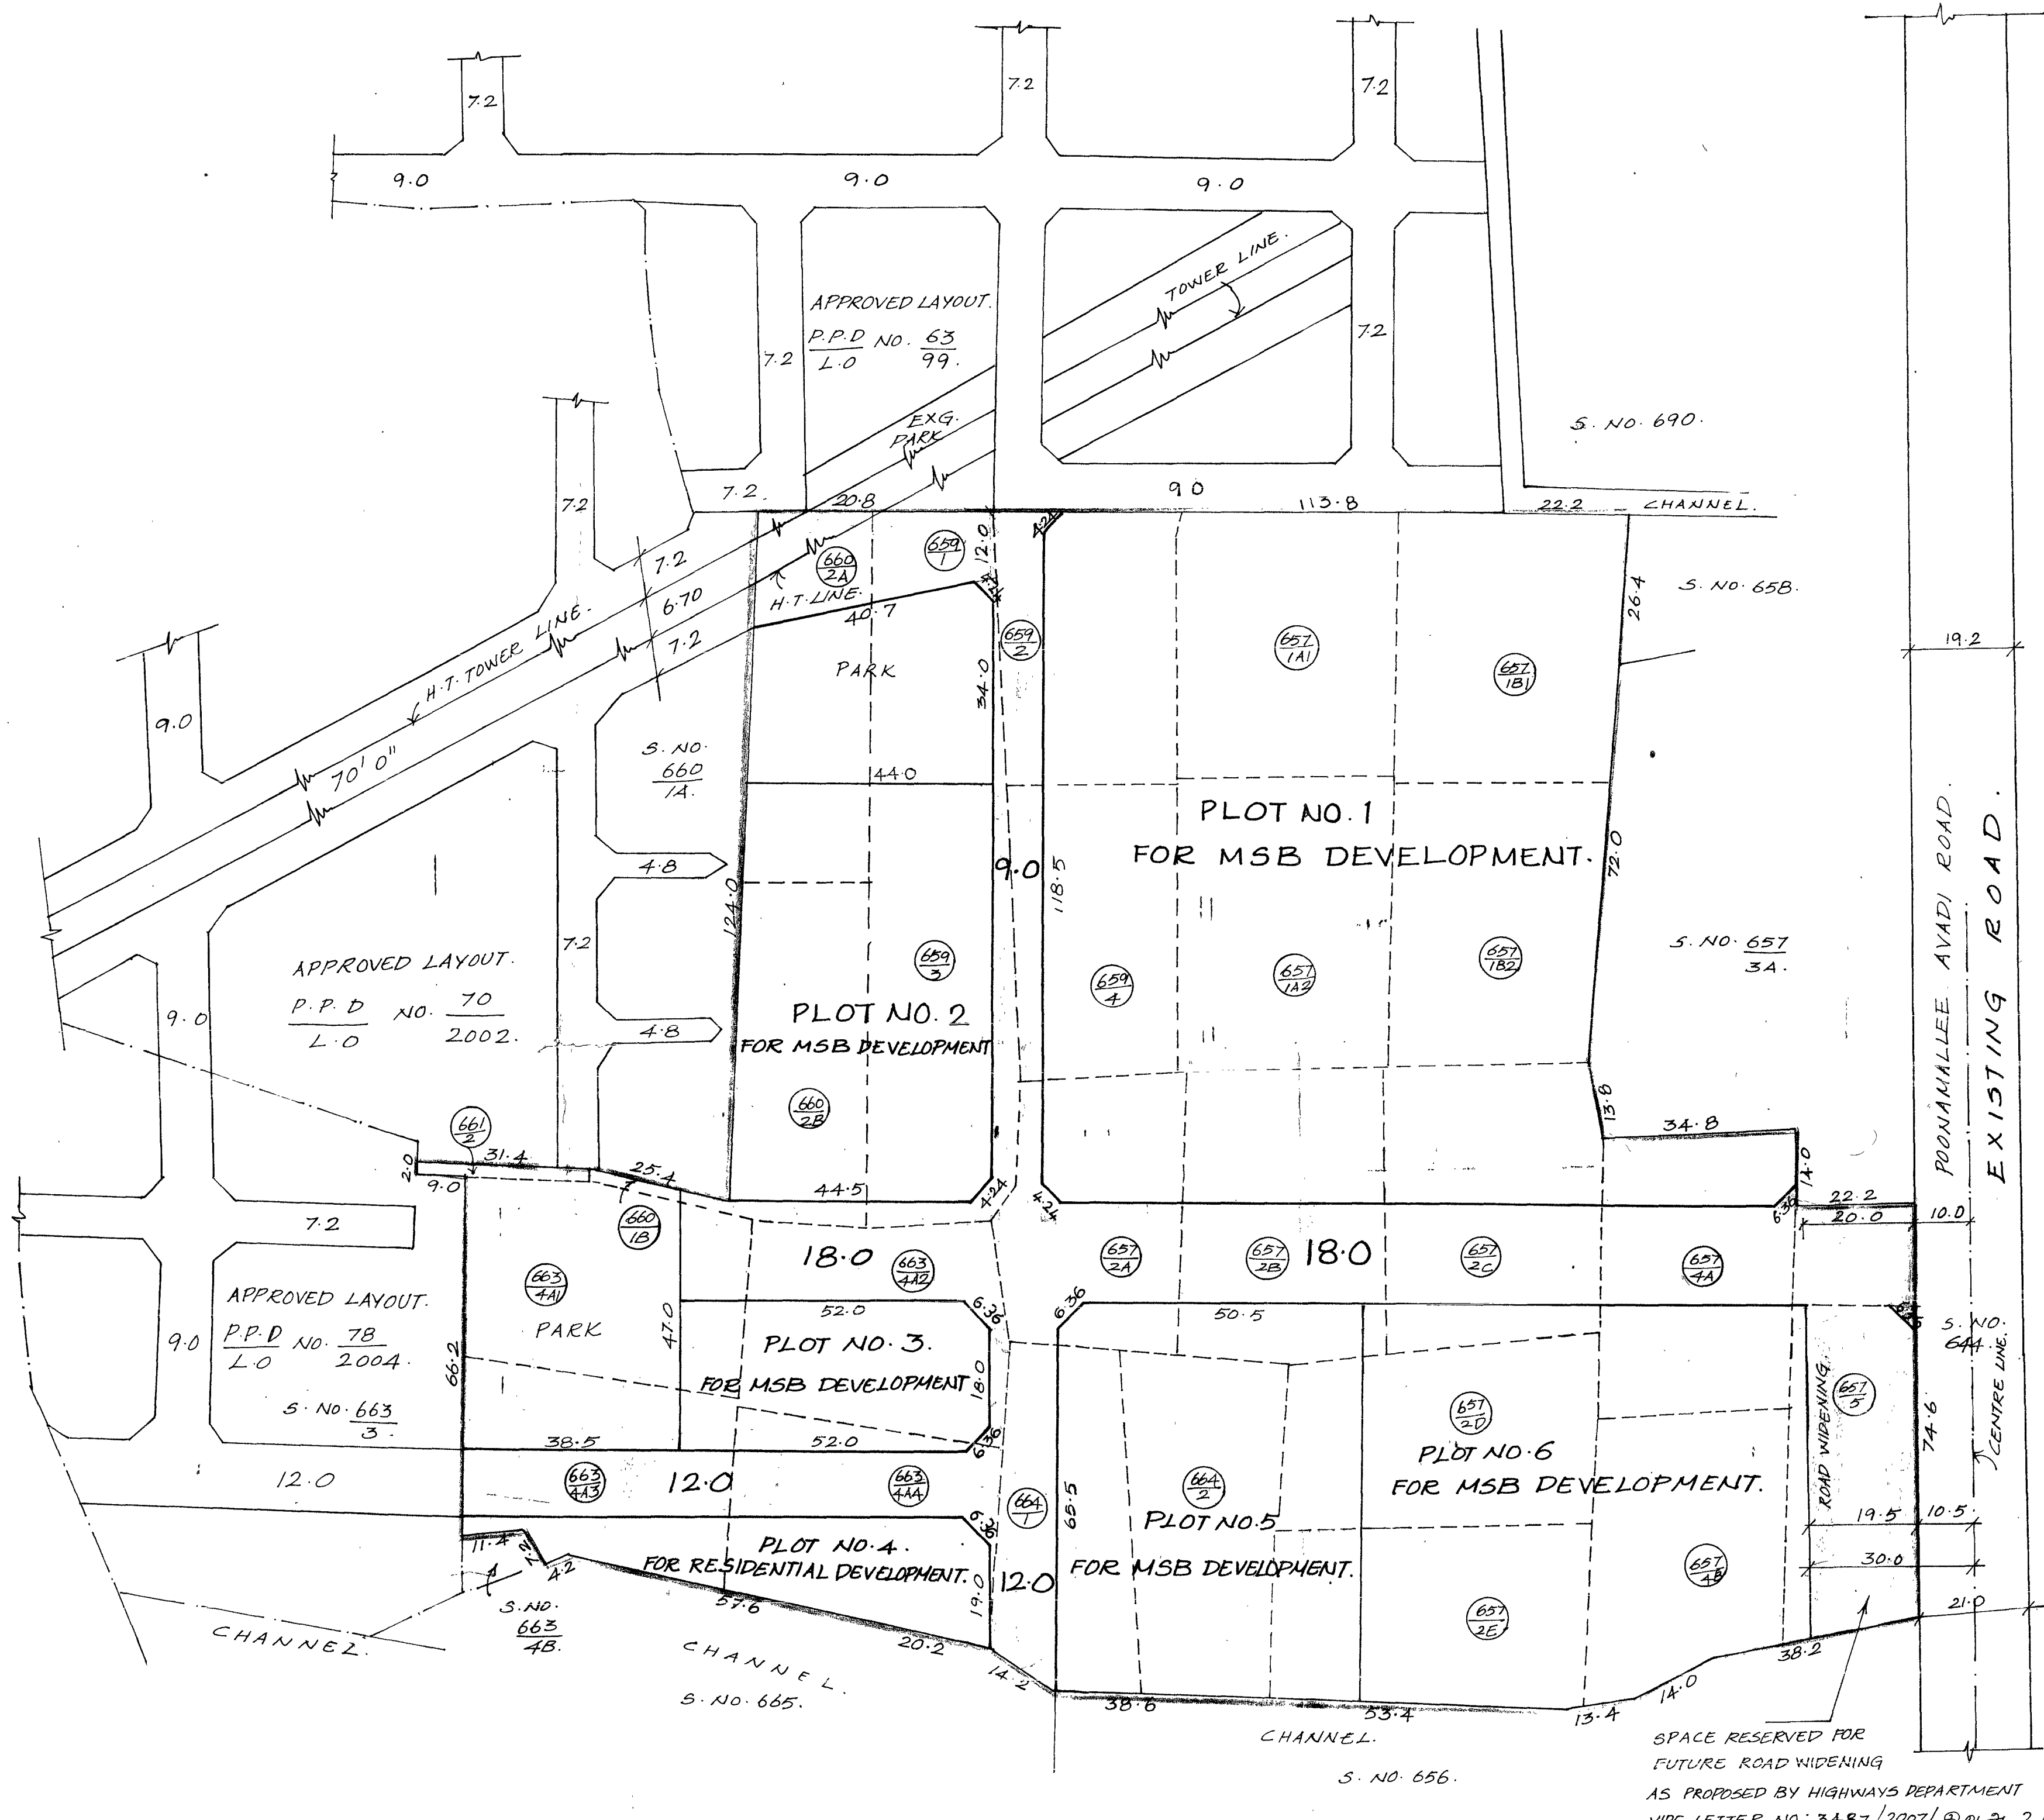 7.2
7.2
7.2
9.0
9.0
9.0
TOWER LINE.
APPROVED LAYOUT.
P.P.D NO. 63
L.O 99.
7.2
7.2
EXG.
PARK
S. NO. 690.
7.2
7.2.
20.8
90
113.8
22.2
CHANNEL.
4.24
12.0
659
1
660
2A
H.T. LINE.
4.24
40.7
7.2
6.70
7.2
26.4
S. NO. 658.
H.T. TOWER LINE.
70' 0"
9.0
PARK
34.0
659
2
657
1A1
657
1B1
19.2
S. NO.
660
1A.
44.0
PLOT NO. 1
FOR MSB DEVELOPMENT.
4.8
124.0
9.0
118.5
72.0
POONAMALLEE AVADI ROAD.
EXISTING ROAD.
7.2
APPROVED LAYOUT.
P.P.D NO. 70
L.O 2002.
9.0
4.8
659
3
659
4
657
1A2
657
1B2
S. NO. 657
3A.
PLOT NO. 2
FOR MSB DEVELOPMENT
660
2B
13.8
34.8
14.0
661
2
2.0
31.4
9.0
25.4
44.5
4.24
4.24
6.36
22.2
20.0
10.0
7.2
660
1B
18.0
663
4A2
657
2A
657
2B
18.0
657
2C
657
4A
663
4A1
PARK
APPROVED LAYOUT.
P.P.D NO. 78
L.O 2004.
9.0
S. NO. 663
3.
66.2
47.0
52.0
6.36
6.36
50.5
S. NO.
644.
PLOT NO. 3.
FOR MSB DEVELOPMENT
18.0
ROAD WIDENING.
657
5
74.6
CENTRE LINE.
38.5
52.0
6.36
657
2D
PLOT NO. 6
FOR MSB DEVELOPMENT.
12.0
663
4A3
12.0
663
4A4
664
1
65.5
664
2
PLOT NO. 5
FOR MSB DEVELOPMENT.
19.5
10.5
30.0
6.36
PLOT NO. 4.
FOR RESIDENTIAL DEVELOPMENT.
19.0
12.0
11.4
7.2
4.2
57.6
20.2
14.2
657
4B
657
2E
21.0
CHANNEL.
S. NO.
663
4B.
CHANNEL.
S. NO. 665.
38.6
53.4
13.4
14.0
38.2
CHANNEL.
S. NO. 656.
SPACE RESERVED FOR
FUTURE ROAD WIDENING
AS PROPOSED BY HIGHWAYS DEPARTMENT
VIDE LETTER NO: 3487/2007/